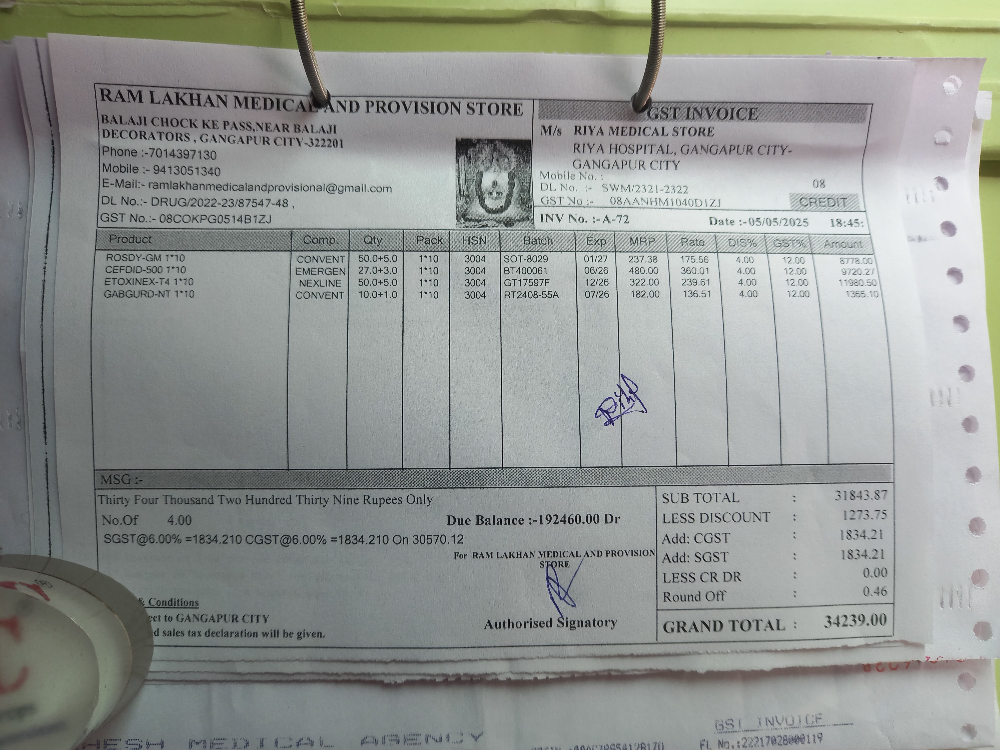 RAM LAKHAN MEDICAL AND PROVISION STORE
BALAJI CHOCK KE PASS,NEAR BALAJI
DECORATORS , GANGAPUR CITY-322201
Phone :-7014397130
Mobile :- 9413051340
E-Mail:- ramlakhanmedicalandprovisional@gmail.com
DL No.:- DRUG/2022-23/87547-48 ,
GST No.:- 08COKPG0514B1ZJ
GST INVOICE
M/s RIYA MEDICAL STORE
RIYA HOSPITAL, GANGAPUR CITY-
GANGAPUR CITY
Mobile No. :
DL No. :- SWM/2321-2322 08
GST No :- 08AANHM1040D1ZJ CREDIT
INV No. :-A-72 Date :-05/05/2025 18:45:
Product Comp. Qty Pack HSN Batch Exp MRP Rate DIS% GST% Amount
ROSDY-GM 1*10 CONVENT 50.0+5.0 1*10 3004 SOT-8029 01/27 237.38 175.56 4.00 12.00 8778.00
CEFDID-500 1*10 EMERGEN 27.0+3.0 1*10 3004 BT400061 06/26 480.00 360.01 4.00 12.00 9720.27
ETOXINEX-T4 1*10 NEXLINE 50.0+5.0 1*10 3004 GT17597F 12/26 322.00 239.61 4.00 12.00 11980.50
GABGURD-NT 1*10 CONVENT 10.0+1.0 1*10 3004 RT2408-55A 07/26 182.00 136.51 4.00 12.00 1365.10
MSG :-
Thirty Four Thousand Two Hundred Thirty Nine Rupees Only
No.Of 4.00 Due Balance :-192460.00 Dr
SGST@6.00% =1834.210 CGST@6.00% =1834.210 On 30570.12
For RAM LAKHAN MEDICAL AND PROVISION
STORE
& Conditions
ect to GANGAPUR CITY
d sales tax declaration will be given.
Authorised Signatory
SUB TOTAL : 31843.87
LESS DISCOUNT : 1273.75
Add: CGST : 1834.21
Add: SGST : 1834.21
LESS CR DR : 0.00
Round Off : 0.46
GRAND TOTAL : 34239.00
HESH MEDICAL AGENCY
GST INVOICE
FL No.:22217028000119